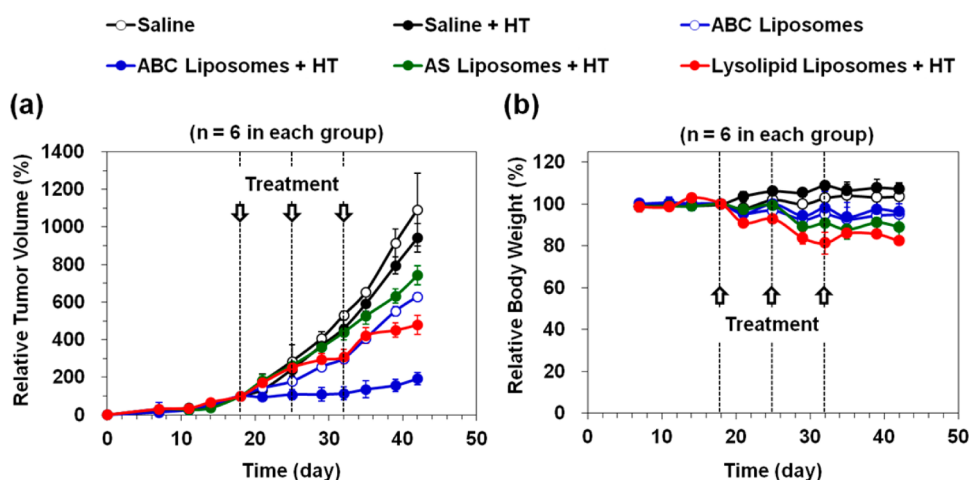 Saline
Saline + HT
ABC Liposomes
ABC Liposomes + HT
AS Liposomes + HT
Lysolipid Liposomes + HT
(a)
(n = 6 in each group)
Relative Tumor Volume (%)
1400
1200
1000
800
600
400
200
0
Treatment
0 10 20 30 40 50
Time (day)
(b)
(n = 6 in each group)
Relative Body Weight (%)
120
100
80
60
40
20
0
Treatment
0 10 20 30 40 50
Time (day)